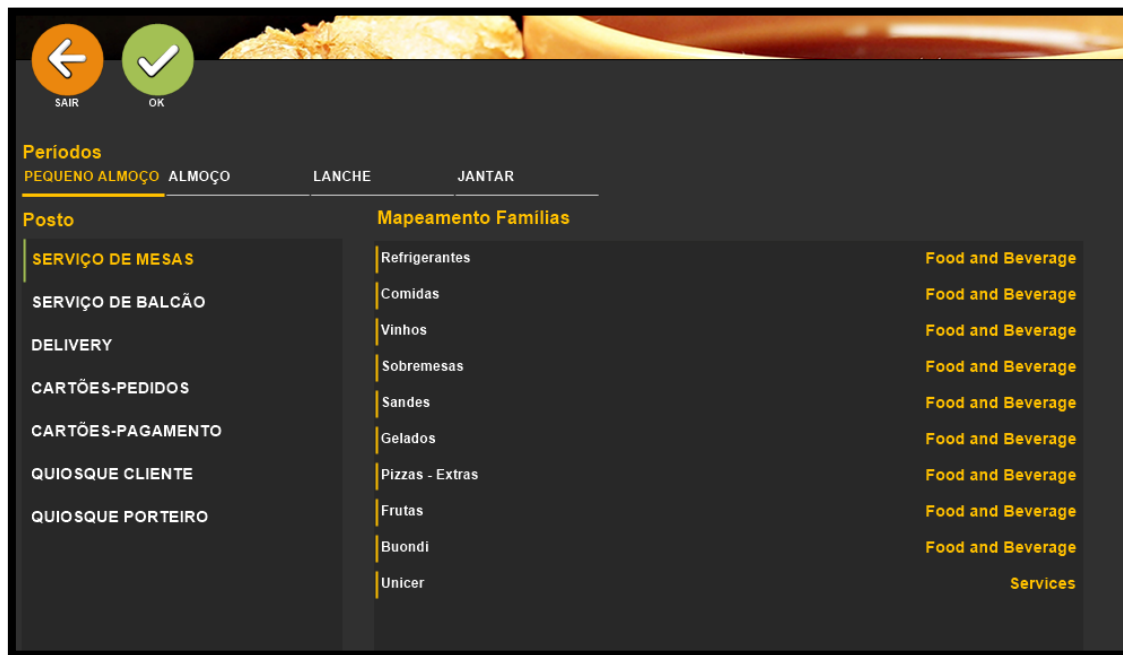 SAIR OK
Períodos
PEQUENO ALMOÇO ALMOÇO LANCHE JANTAR
Posto
SERVIÇO DE MESAS
SERVIÇO DE BALCÃO
DELIVERY
CARTÕES-PEDIDOS
CARTÕES-PAGAMENTO
QUIOSQUE CLIENTE
QUIOSQUE PORTEIRO
Mapeamento Famílias
Refrigerantes Food and Beverage
Comidas Food and Beverage
Vinhos Food and Beverage
Sobremesas Food and Beverage
Sandes Food and Beverage
Gelados Food and Beverage
Pizzas - Extras Food and Beverage
Frutas Food and Beverage
Buondi Food and Beverage
Unicer Services